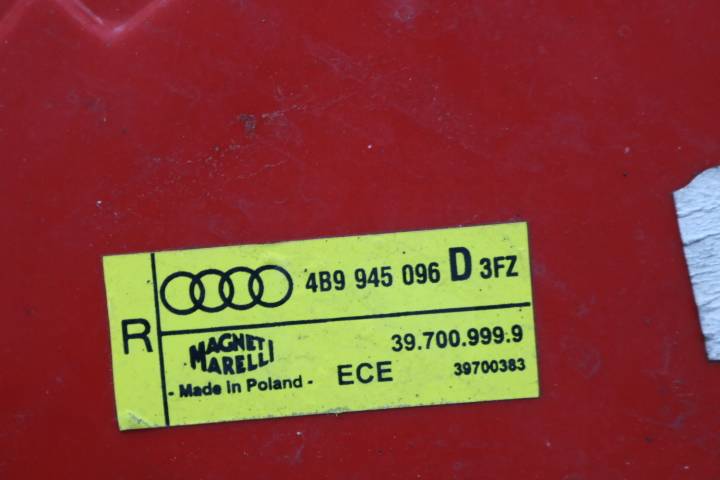 R
4B9 945 096 D 3FZ
MAGNETI
MARELLI
- Made in Poland -
ECE
39.700.999.9
39700383